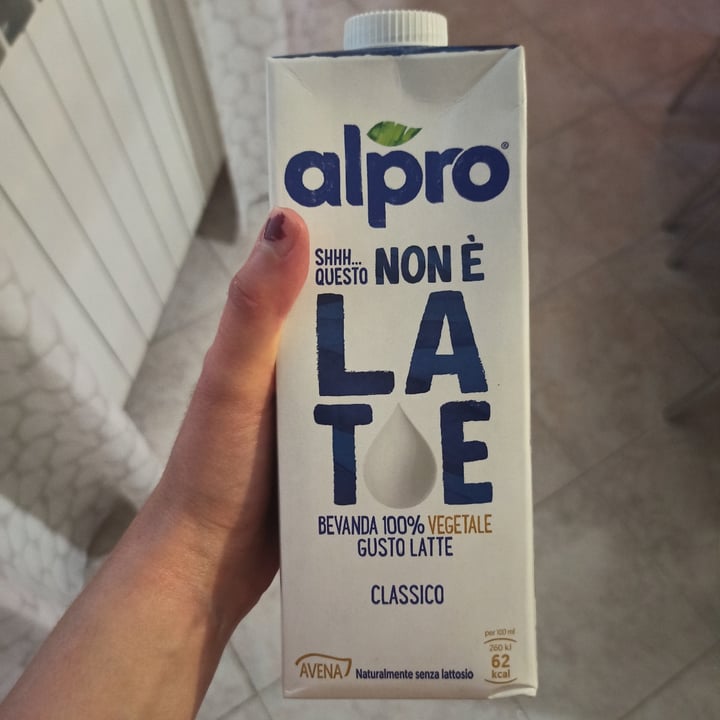 alpro®
SHHH... QUESTO NON È
LA
TE
BEVANDA 100% VEGETALE
GUSTO LATTE
CLASSICO
AVENA
Naturalmente senza lattosio
per 100 ml
260 kJ
62
kcal